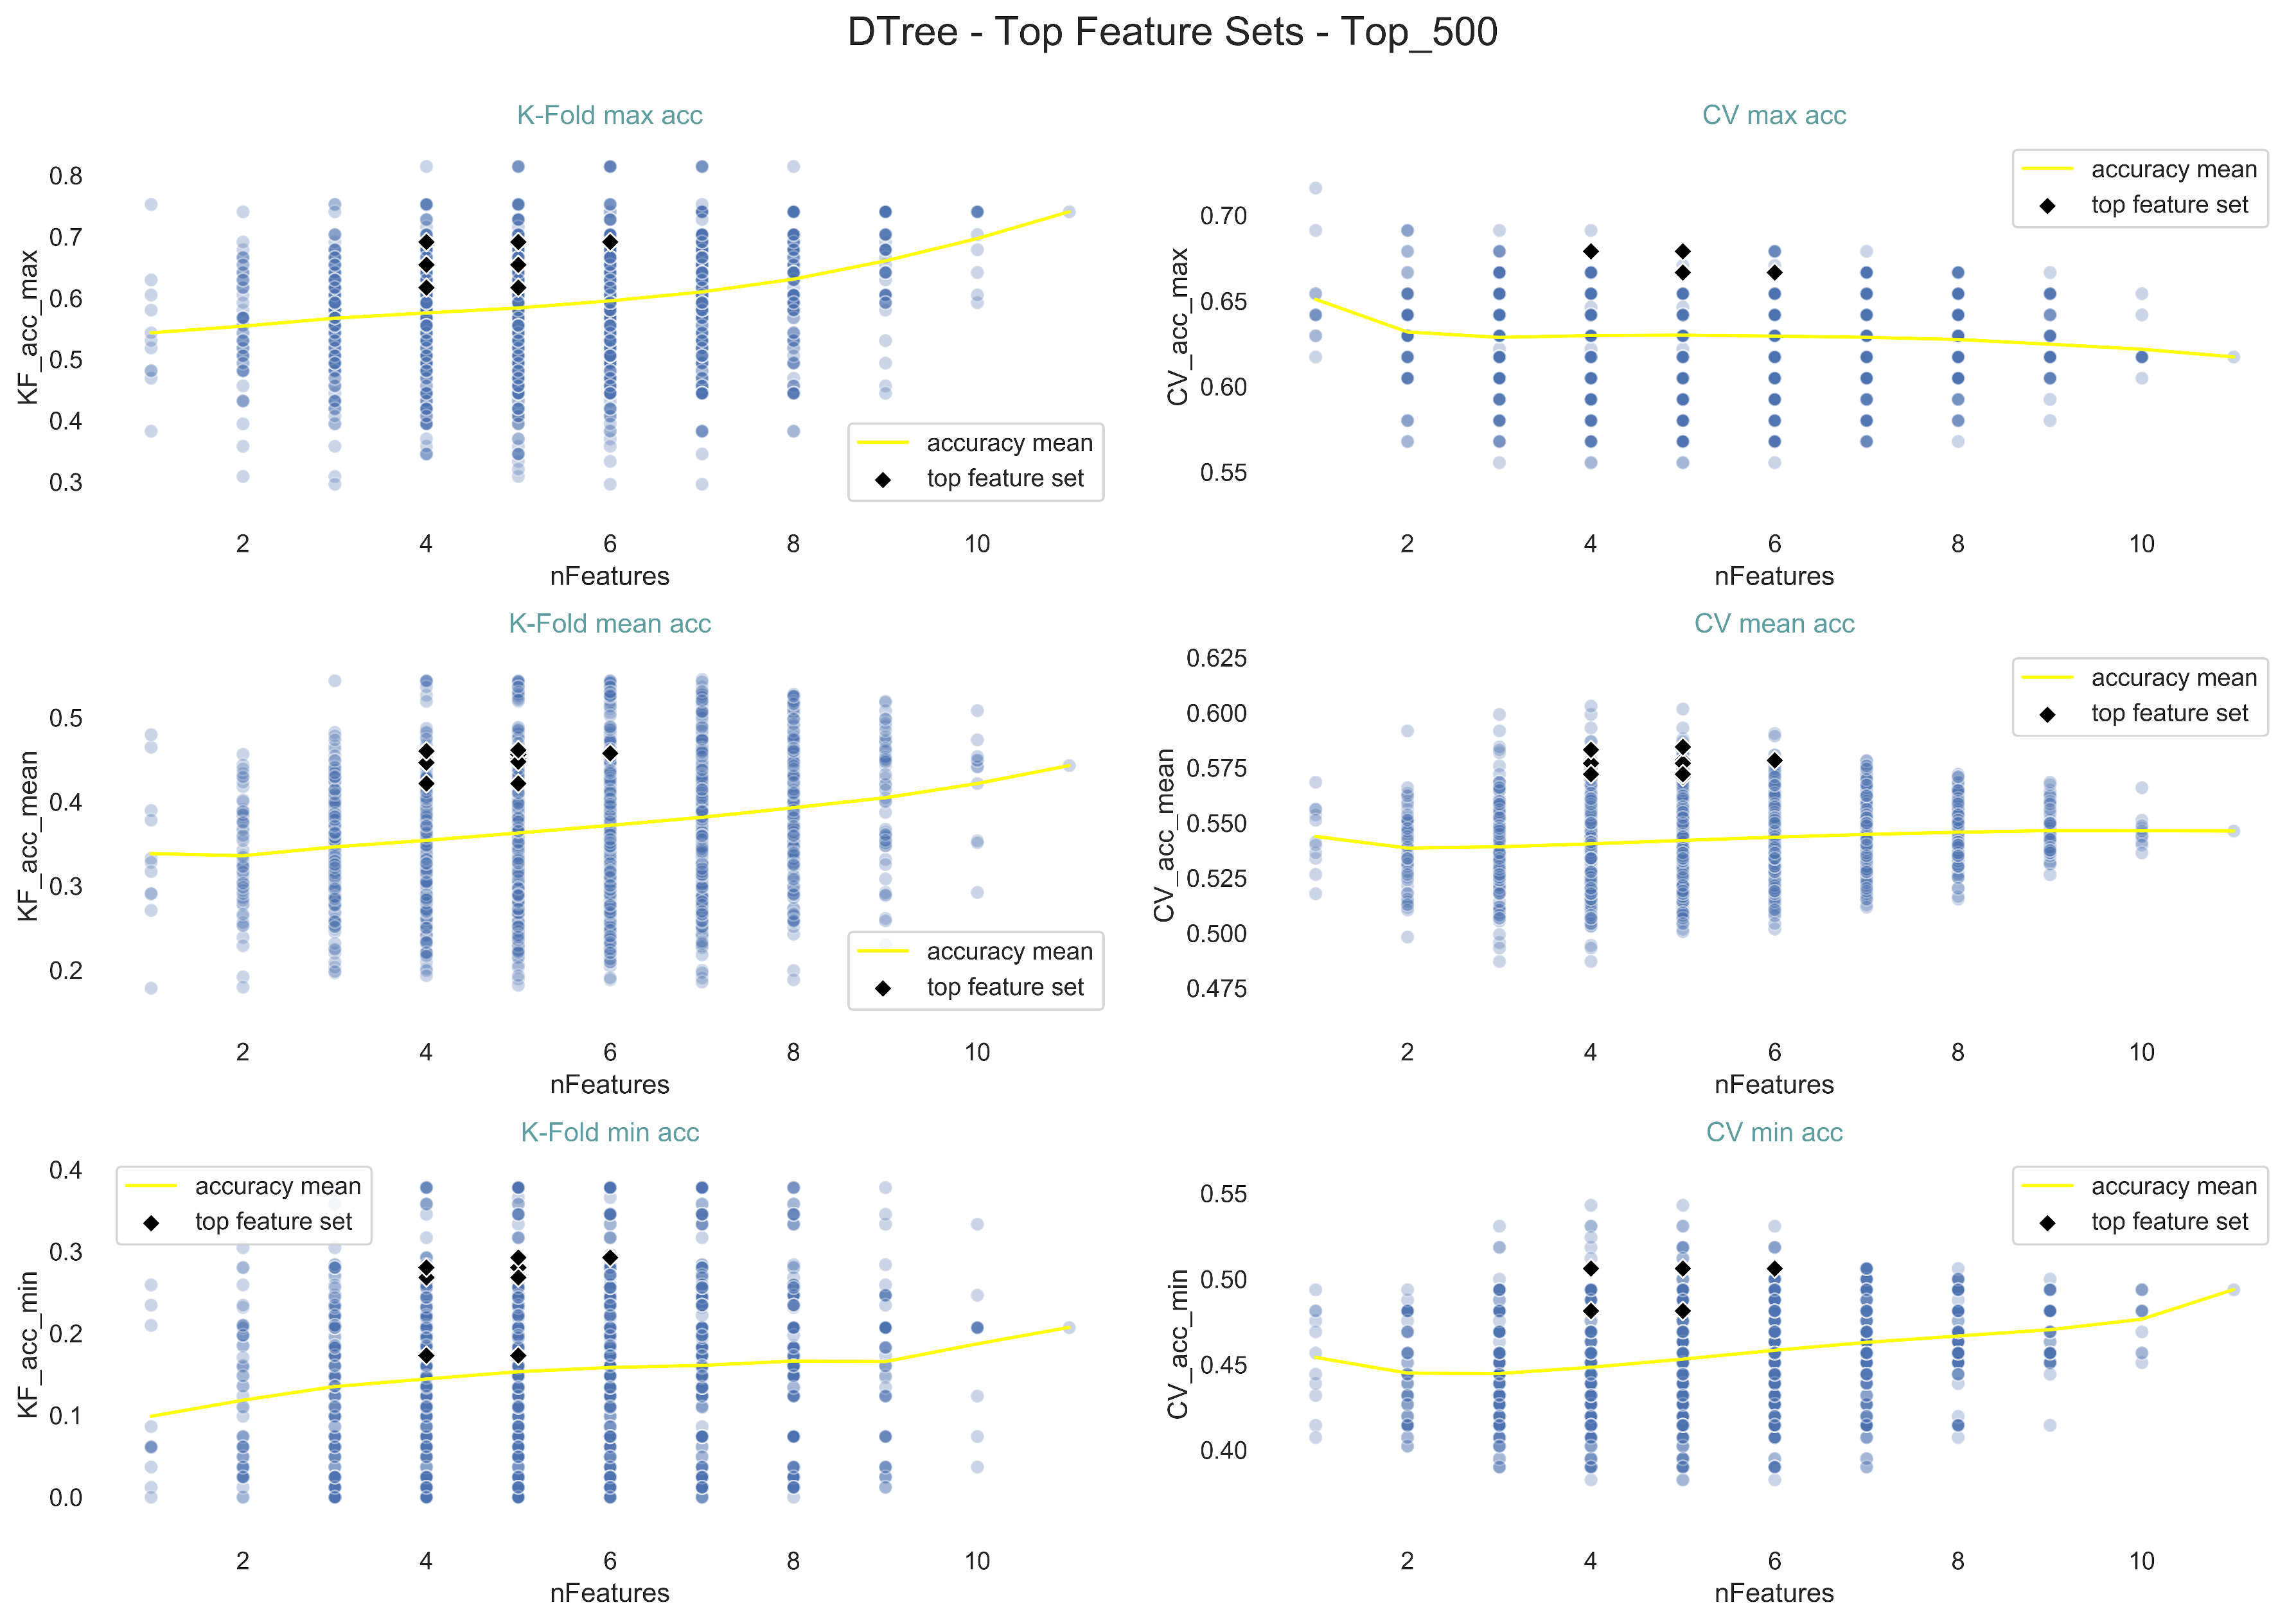 DTree - Top Feature Sets - Top_500
K-Fold max acc
KF_acc_max
0.8
0.7
0.6
0.5
0.4
0.3
accuracy mean
top feature set
2 4 6 8 10
nFeatures
CV max acc
CV_acc_max
0.70
0.65
0.60
0.55
accuracy mean
top feature set
2 4 6 8 10
nFeatures
K-Fold mean acc
KF_acc_mean
0.5
0.4
0.3
0.2
accuracy mean
top feature set
2 4 6 8 10
nFeatures
CV mean acc
CV_acc_mean
0.625
0.600
0.575
0.550
0.525
0.500
0.475
accuracy mean
top feature set
2 4 6 8 10
nFeatures
K-Fold min acc
KF_acc_min
0.4
0.3
0.2
0.1
0.0
accuracy mean
top feature set
2 4 6 8 10
nFeatures
CV min acc
CV_acc_min
0.55
0.50
0.45
0.40
accuracy mean
top feature set
2 4 6 8 10
nFeatures